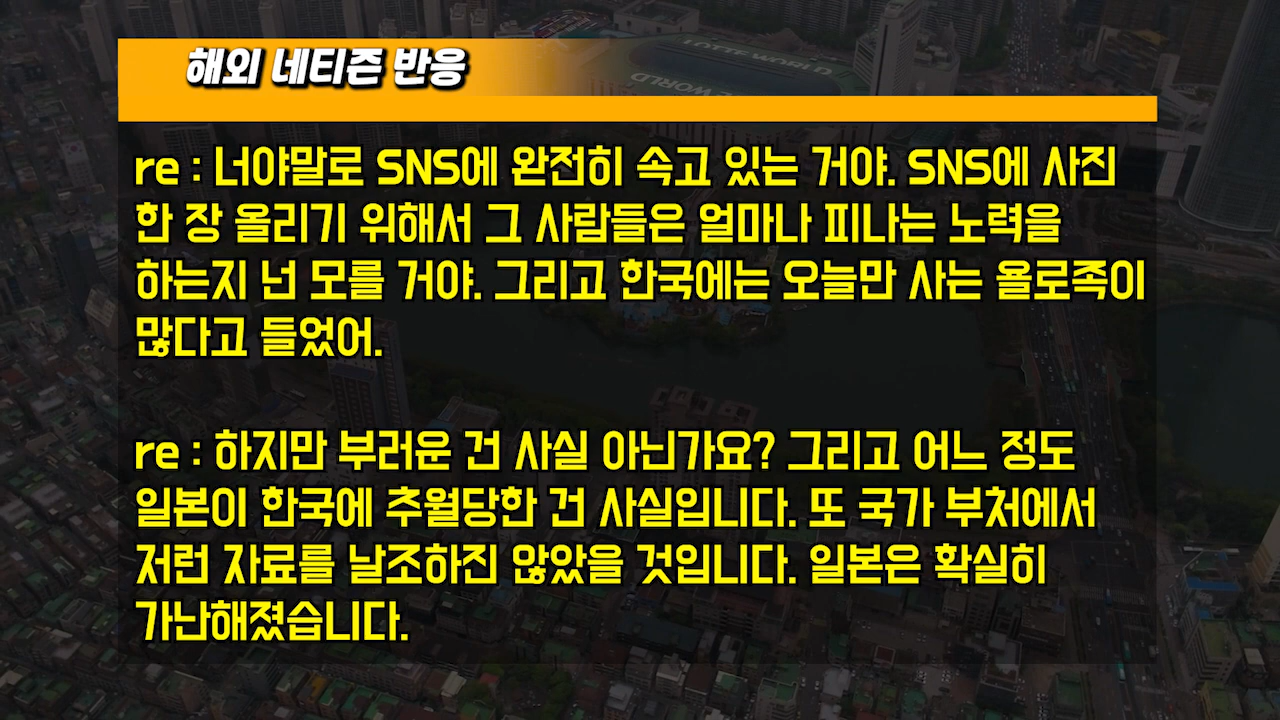 해외 네티즌 반응
LOTTEWORLD
E WORLD
re : 너야말로 SNS에 완전히 속고 있는 거야. SNS에 사진
한 장 올리기 위해서 그 사람들은 얼마나 피나는 노력을
하는지 넌 모를 거야. 그리고 한국에는 오늘만 사는 욜로족이
많다고 들었어.
re : 하지만 부러운 건 사실 아닌가요? 그리고 어느 정도
일본이 한국에 추월당한 건 사실입니다. 또 국가 부처에서
저런 자료를 날조하진 않았을 것입니다. 일본은 확실히
가난해졌습니다.